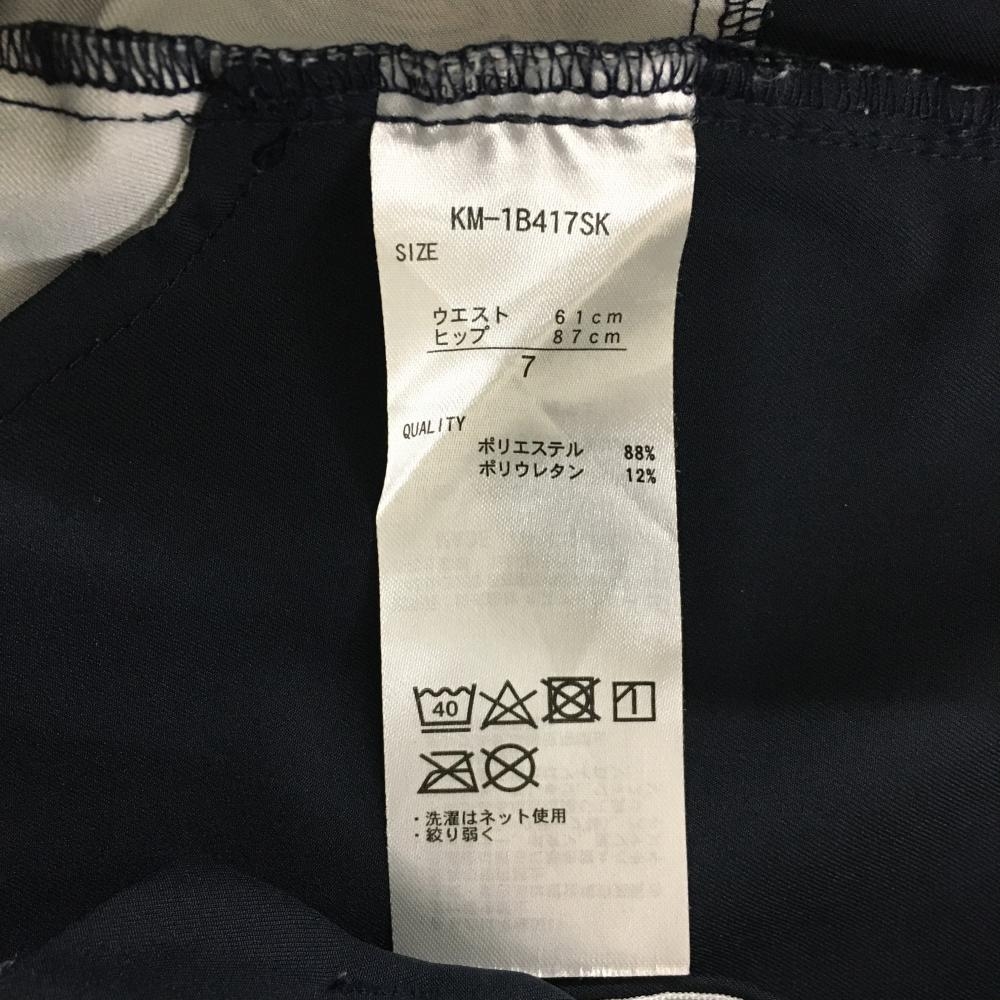 KM-1B417SK
SIZE
ウエスト 61cm
ヒップ 87cm
7
QUALITY
ポリエステル 88%
ポリウレタン 12%
40
・洗濯はネット使用
・絞り弱く